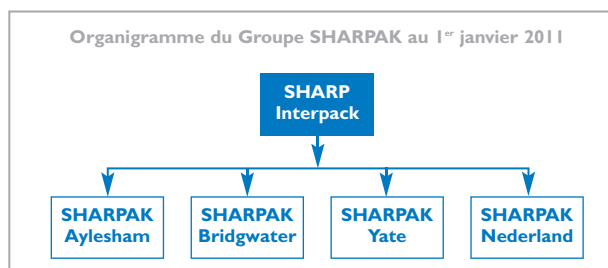 Organigramme du Groupe SHARPAK au 1er janvier 2011
SHARP
Interpack
SHARPAK
Aylesham
SHARPAK
Bridgwater
SHARPAK
Yate
SHARPAK
Nederland